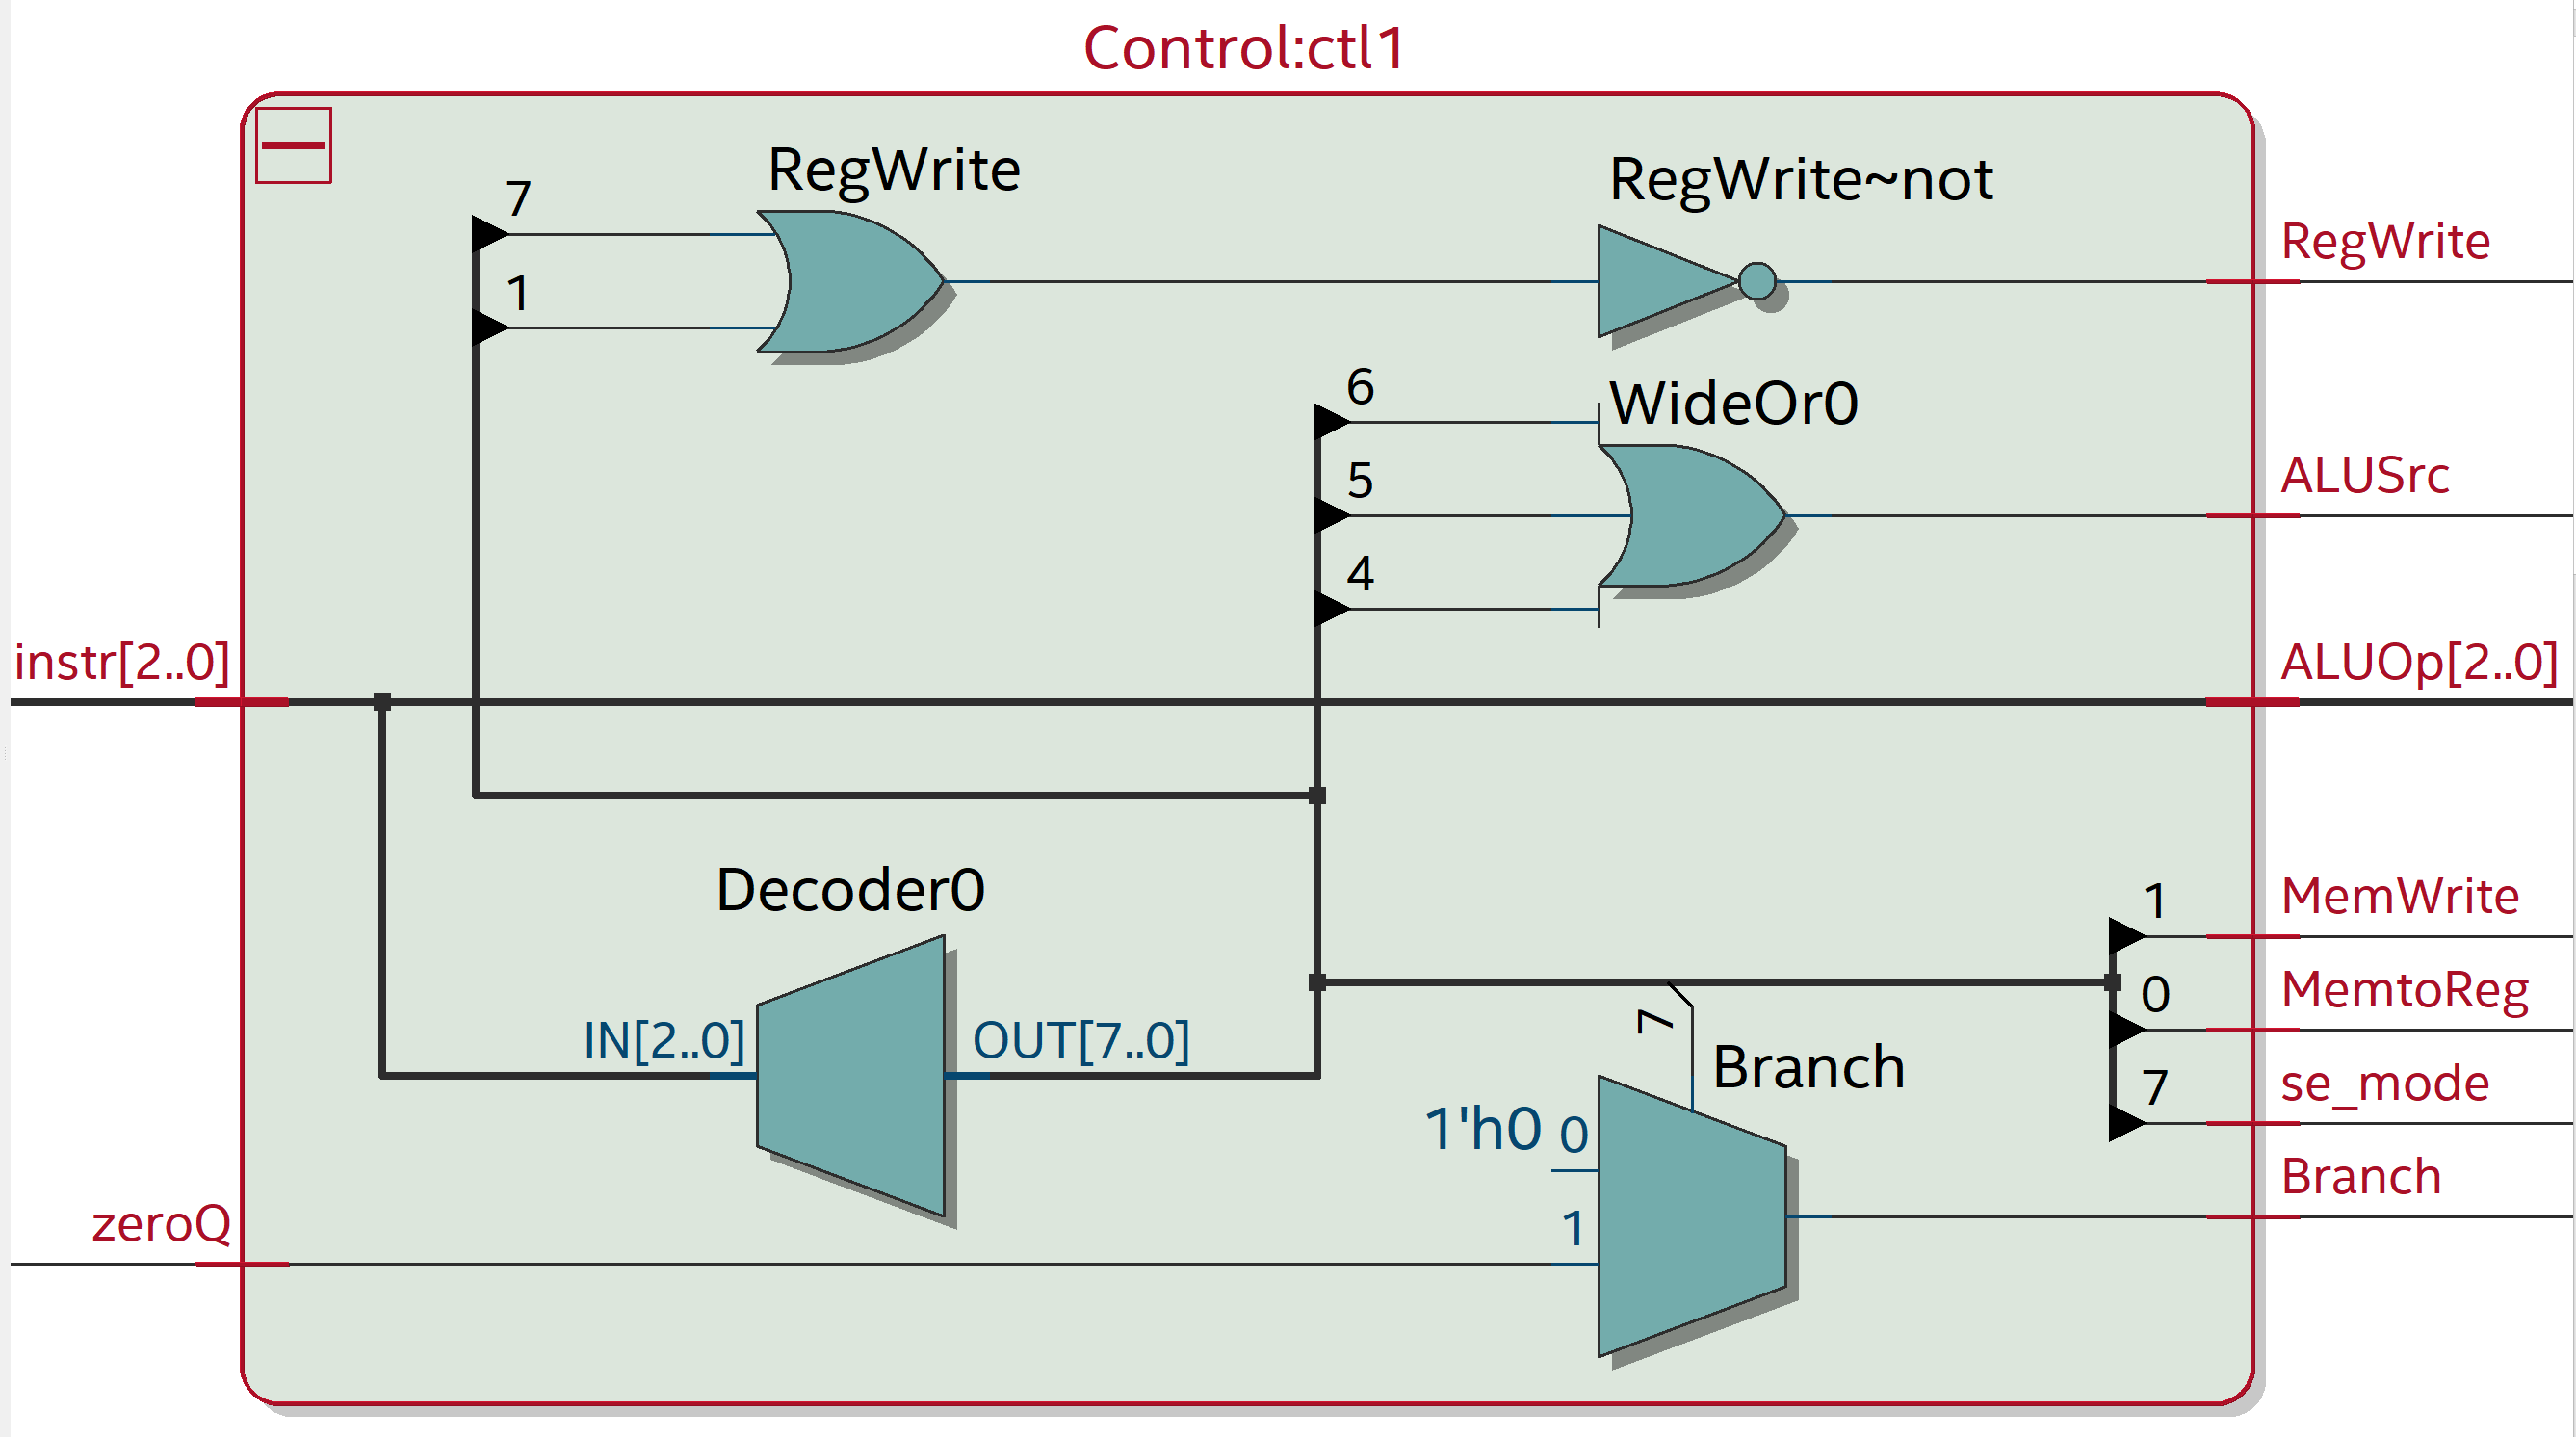 Control:ctl1
RegWrite
RegWrite~not
7
1
RegWrite
6
WideOr0
5
ALUSrc
4
instr[2..0]
ALUOp[2..0]
Decoder0
1
MemWrite
0
MemtoReg
IN[2..0]
OUT[7..0]
7
Branch
7
se_mode
1'h0
0
Branch
zeroQ
1